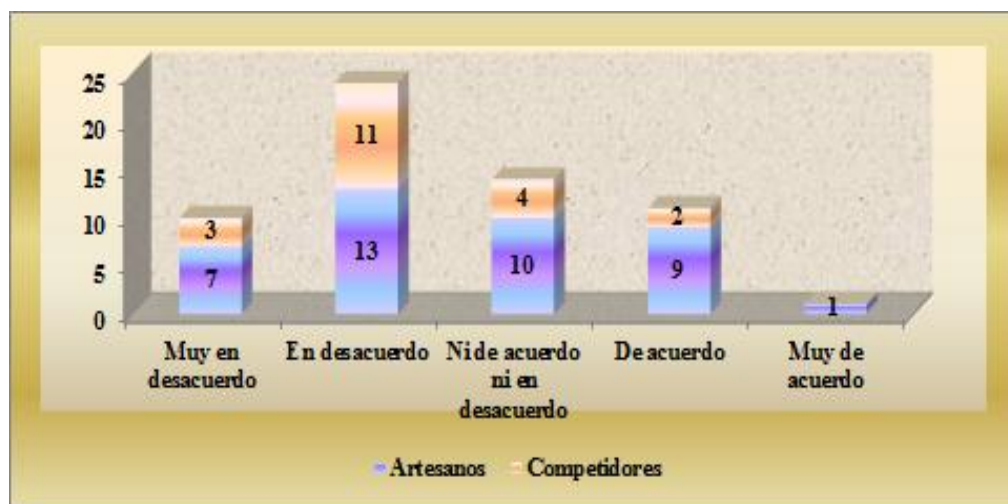 25
20
15
10
5
0
11
3
4
2
7
13
10
9
1
Muy en
desacuerdo
En desacuerdo
Ni de acuerdo
ni en
desacuerdo
De acuerdo
Muy de
acuerdo
Artesanos
Competidores